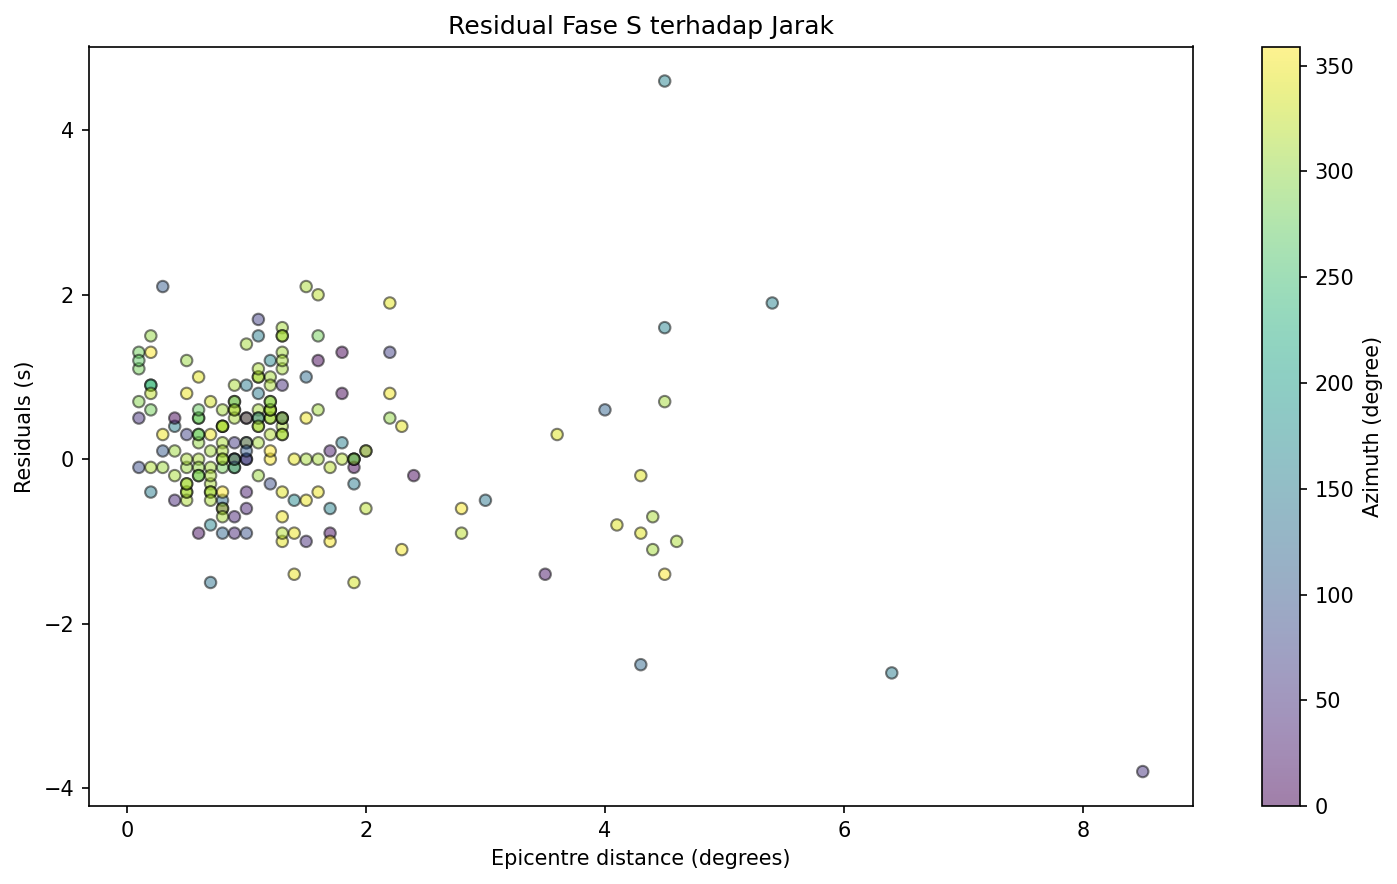 Residual Fase S terhadap Jarak
4
2
0
−2
−4
Residuals (s)
0 2 4 6 8
Epicentre distance (degrees)
350
300
250
200
150
100
50
0
Azimuth (degree)